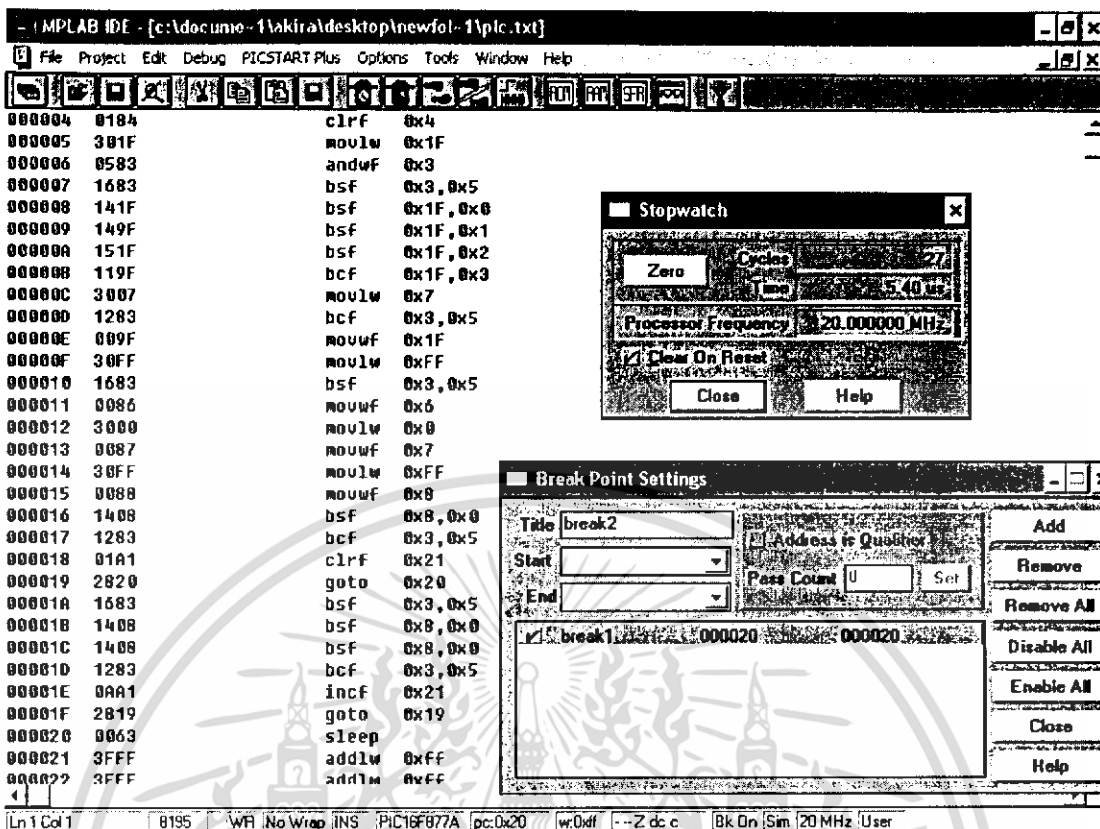 MPLAB IDE - [c:\docume~1\akira\desktop\newfol~1\plc.txt]
File Project Edit Debug PICSTART Plus Options Tools Window Help
ROM RAM SFR
000004 0184 clrf 0x4
000005 301F movlw 0x1F
000006 0583 andwf 0x3
000007 1683 bsf 0x3,0x5
000008 141F bsf 0x1F,0x0
000009 149F bsf 0x1F,0x1
00000A 151F bsf 0x1F,0x2
00000B 119F bcf 0x1F,0x3
00000C 3007 movlw 0x7
00000D 1283 bcf 0x3,0x5
00000E 009F movwf 0x1F
00000F 30FF movlw 0xFF
000010 1683 bsf 0x3,0x5
000011 0086 movwf 0x6
000012 3000 movlw 0x0
000013 0087 movwf 0x7
000014 30FF movlw 0xFF
000015 0088 movwf 0x8
000016 1408 bsf 0x8,0x0
000017 1283 bcf 0x3,0x5
000018 01A1 clrf 0x21
000019 2820 goto 0x20
00001A 1683 bsf 0x3,0x5
00001B 1408 bsf 0x8,0x0
00001C 1408 bsf 0x8,0x0
00001D 1283 bcf 0x3,0x5
00001E 0AA1 incf 0x21
00001F 2819 goto 0x19
000020 0063 sleep
000021 3FFF addlw 0xff
000022 3FFF addlw 0xff
Stopwatch
Zero
Cycles 27
Time 5.40 us
Processor Frequency 20.000000 MHz
Clear On Reset
Close Help
Break Point Settings
Title break2
Start
End
Address is Qualifier
Pass Count 0 Set
break1 000020 000020
Add
Remove
Remove All
Disable All
Enable All
Close
Help
Ln 1 Col 1 8195 WR No Wrap INS PIC16F877A pc:0x20 w:0xff ---Z dc c Bk On Sim 20 MHz User